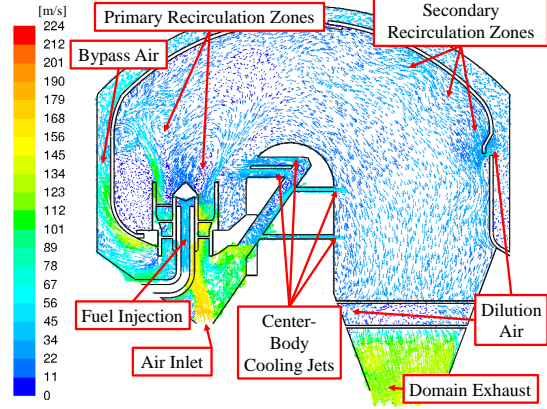 [m/s]
224
212
201
190
179
168
156
145
134
123
112
101
89
78
67
56
45
34
22
11
0
Primary Recirculation Zones
Bypass Air
Secondary
Recirculation Zones
Fuel Injection
Air Inlet
Center-
Body
Cooling Jets
Dilution
Air
Domain Exhaust